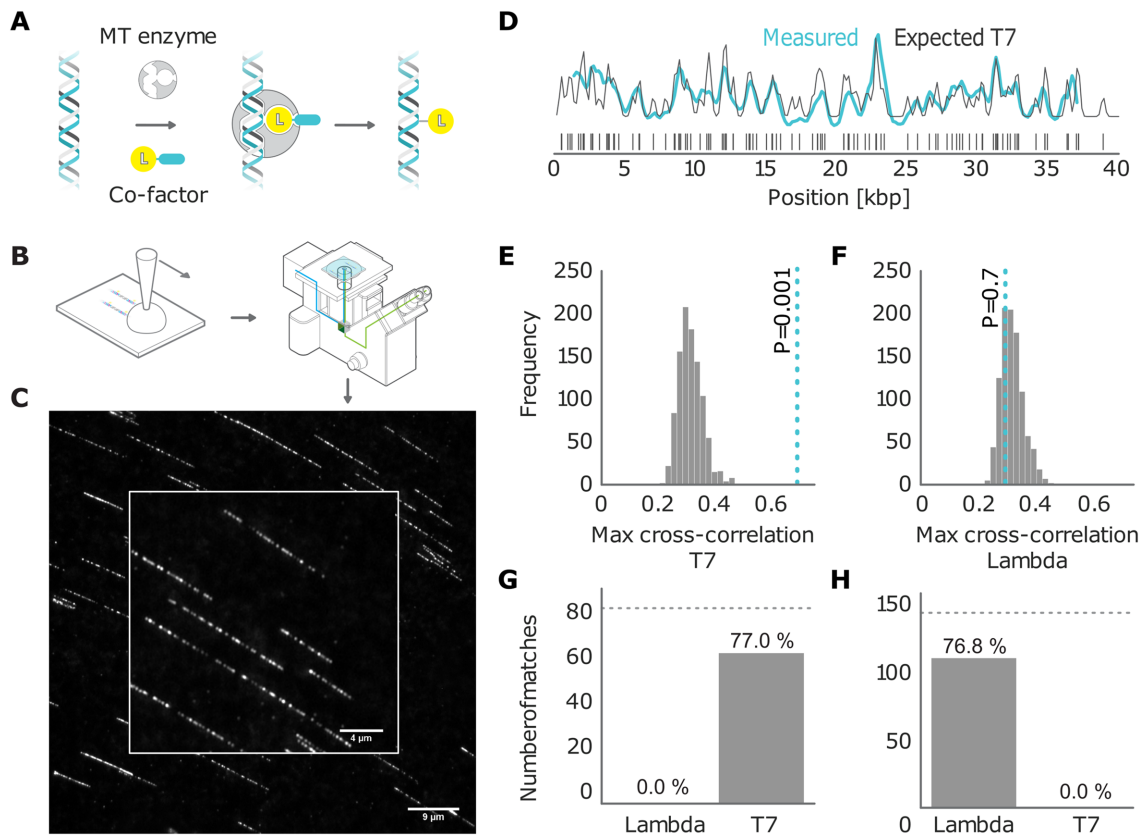 A
MT enzyme
L
L
L
Co-factor
B
C
4 µm
9 µm
D
Measured Expected T7
0 5 10 15 20 25 30 35 40
Position [kbp]
E
250
200
150
100
50
0
Frequency
P=0.001
0 0.2 0.4 0.6
Max cross-correlation
T7
F
250
200
150
100
50
0
P=0.7
0 0.2 0.4 0.6
Max cross-correlation
Lambda
G
80
60
40
20
0
Numberofmatches
77.0 %
0.0 %
Lambda T7
H
150
100
50
0
76.8 %
0.0 %
Lambda T7